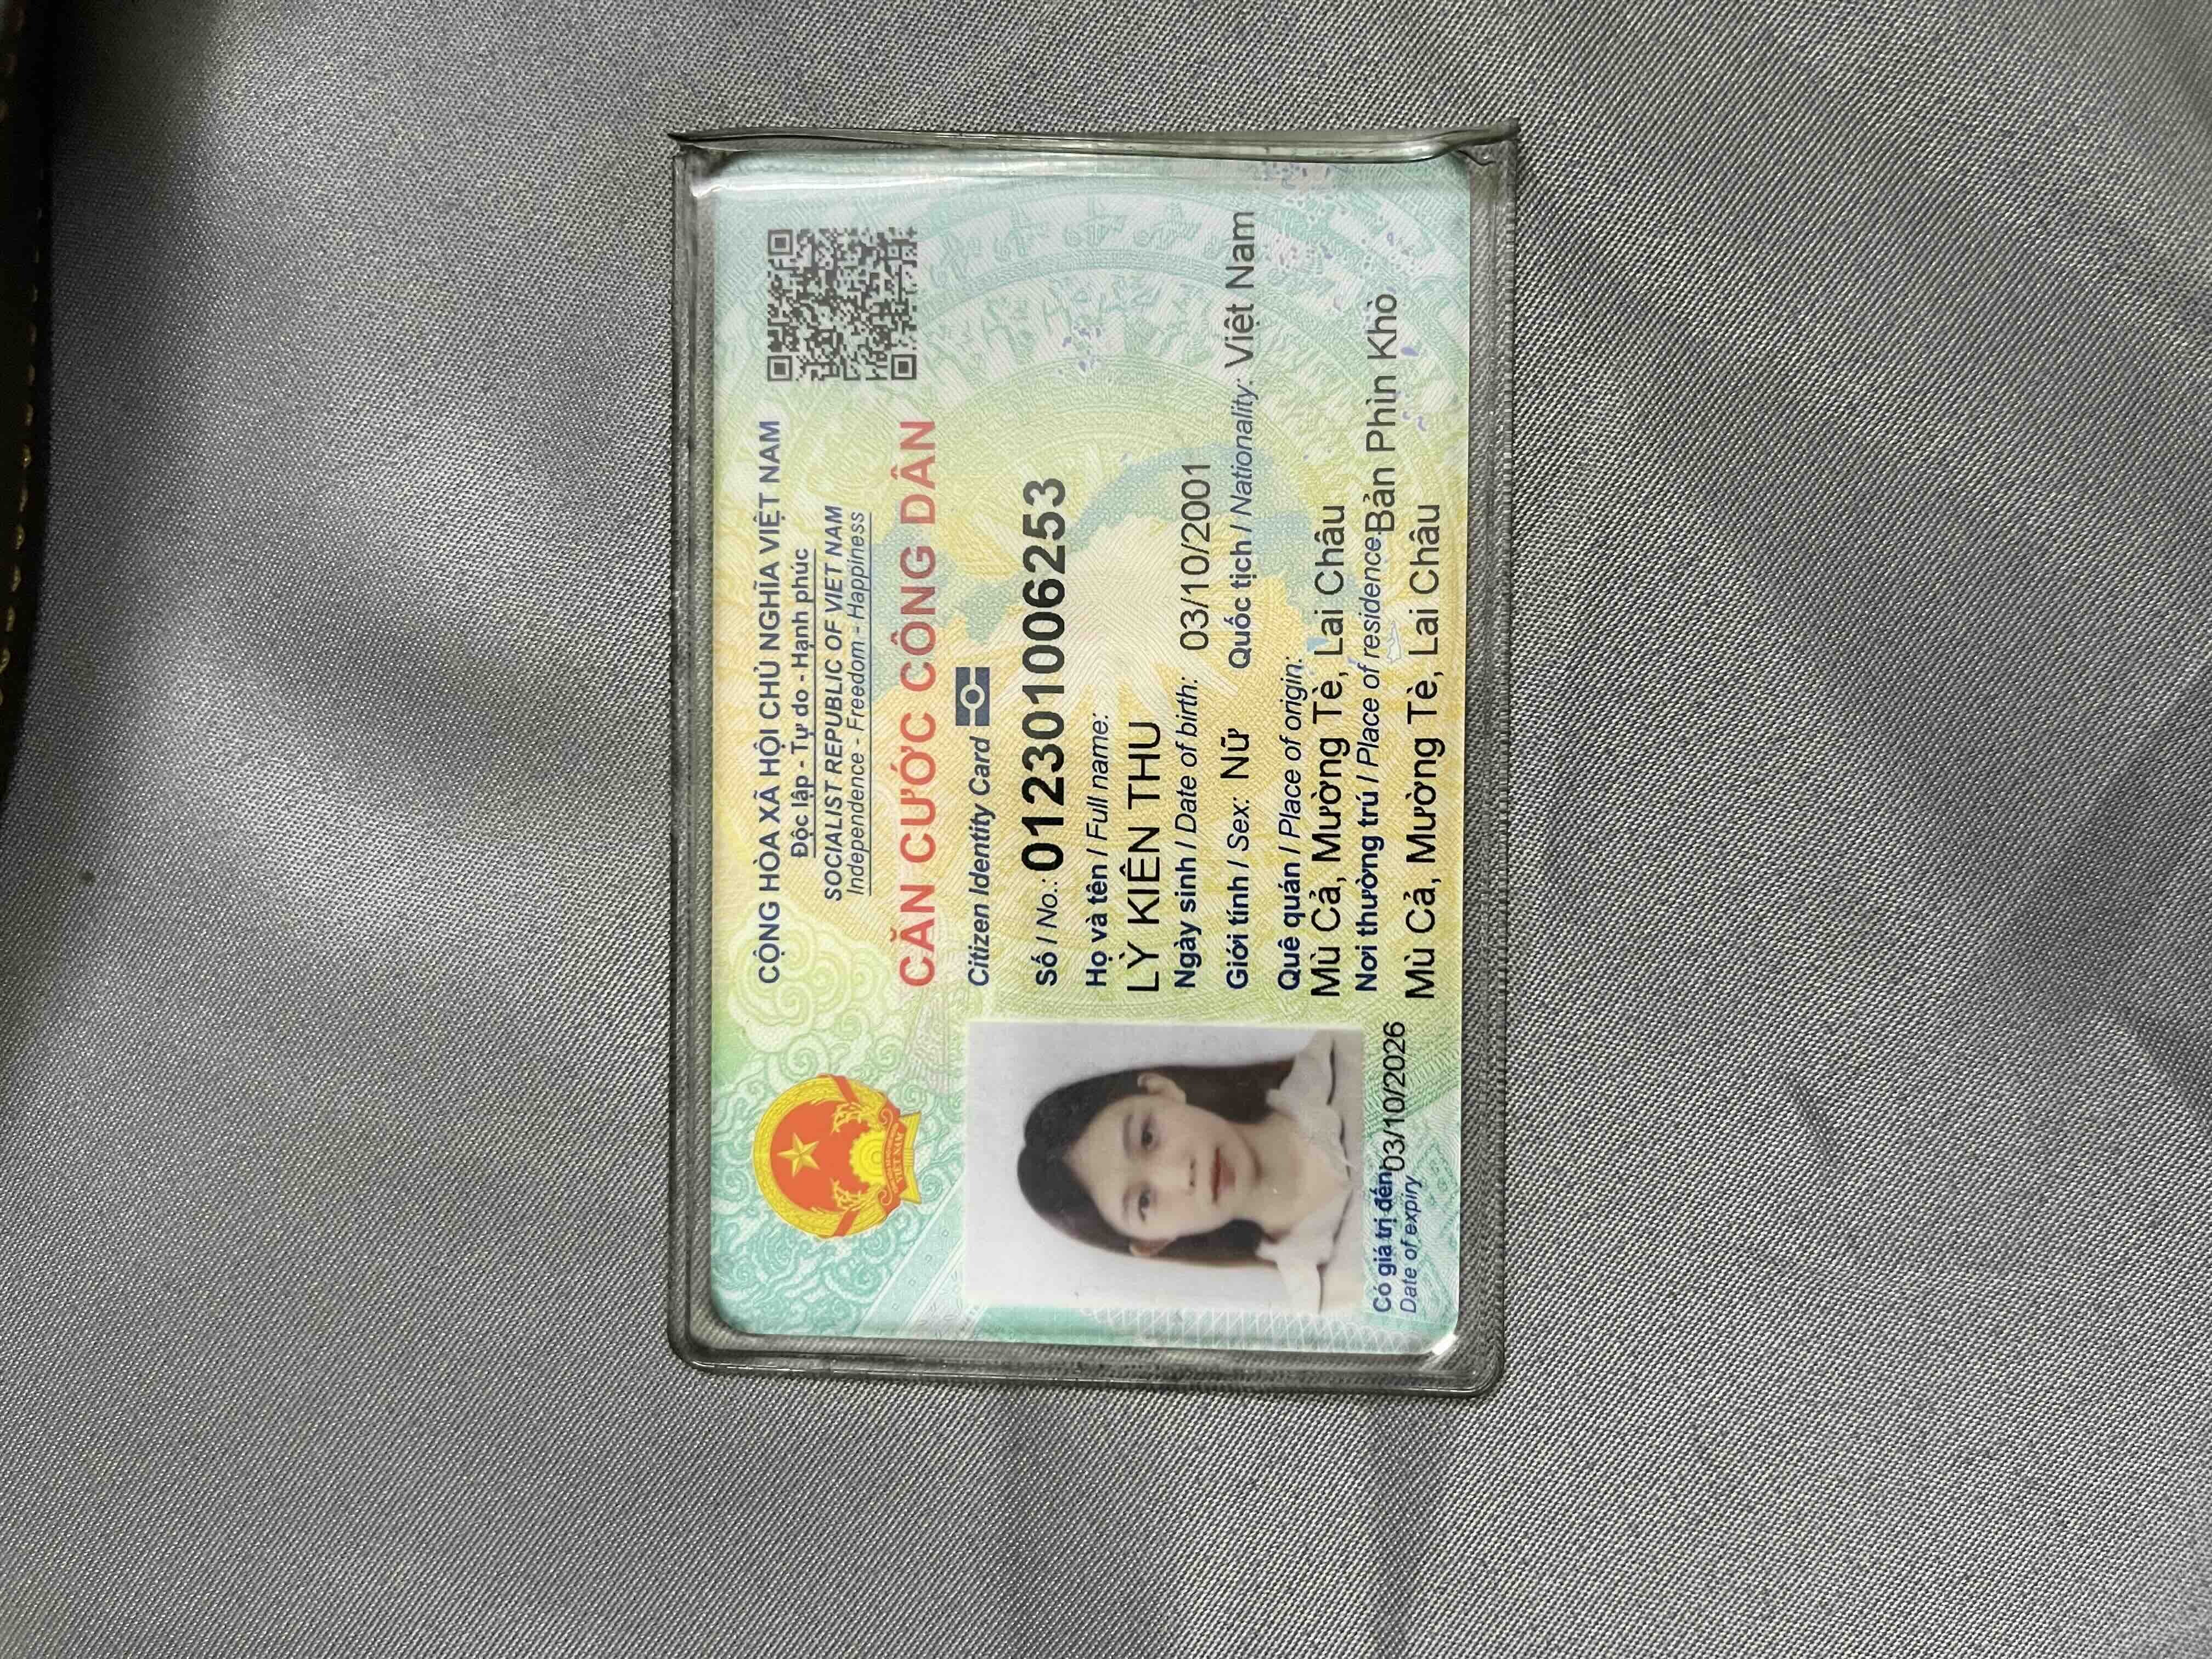 CỘNG HÒA XÃ HỘI CHỦ NGHĨA VIỆT NAM
Độc lập - Tự do - Hạnh phúc
SOCIALIST REPUBLIC OF VIET NAM
Independence - Freedom - Happiness
CĂN CƯỚC CÔNG DÂN
Citizen Identity Card
Số / No.: 012301006253
Họ và tên / Full name:
LỲ KIÊN THU
Ngày sinh / Date of birth: 03/10/2001
Giới tính / Sex: Nữ Quốc tịch / Nationality: Việt Nam
Quê quán / Place of origin:
Mù Cả, Mường Tè, Lai Châu
Nơi thường trú / Place of residence: Bản Phìn Khò
Mù Cả, Mường Tè, Lai Châu
Có giá trị đến: 03/10/2026
Date of expiry